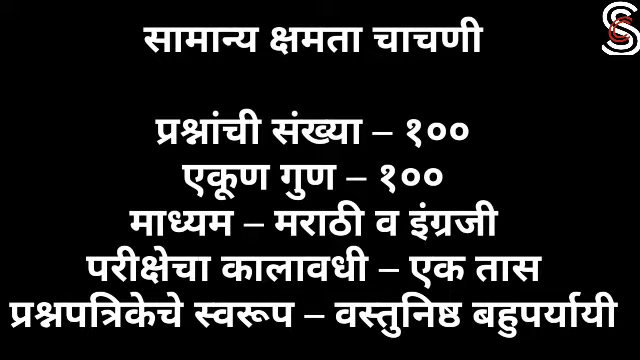 सामान्य क्षमता चाचणी
प्रश्नांची संख्या – १००
एकूण गुण – १००
माध्यम – मराठी व इंग्रजी
परीक्षेचा कालावधी – एक तास
प्रश्नपत्रिकेचे स्वरूप – वस्तुनिष्ठ बहुपर्यायी